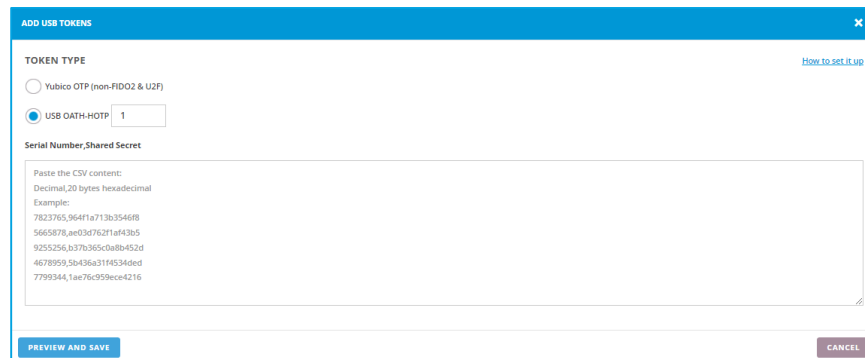 ADD USB TOKENS
TOKEN TYPE
How to set it up
Yubico OTP (non-FIDO2 & U2F)
USB OATH-HOTP 1
Serial Number,Shared Secret
Paste the CSV content:
Decimal,20 bytes hexadecimal
Example:
7823765,964f1a713b3546f8
5665878,ae03d762f1af43b5
9255256,b37b365c0a8b452d
4678959,5b436a31f4534ded
7799344,1ae76c959ece4216
PREVIEW AND SAVE
CANCEL